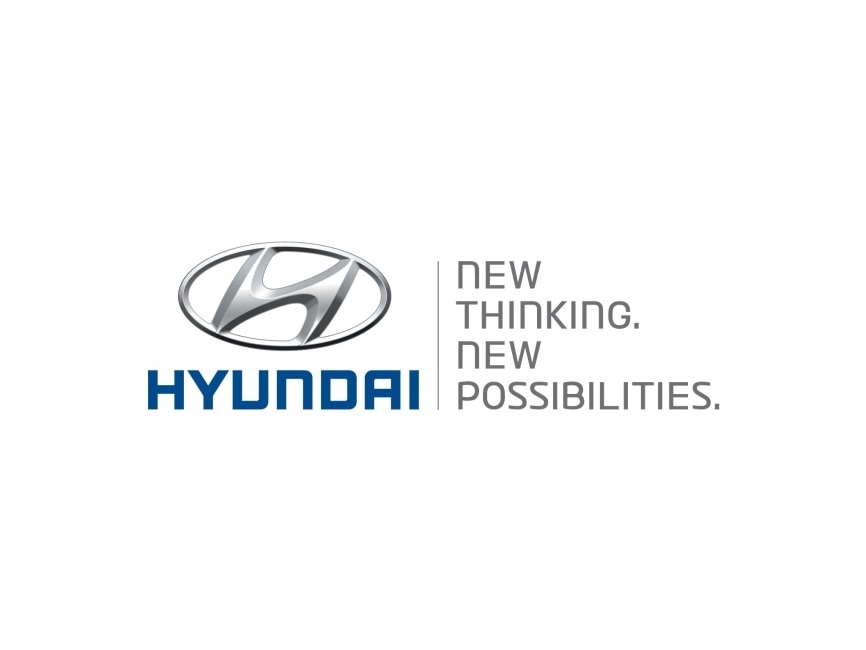 HYUNDAI
NEW
THINKING.
NEW
POSSIBILITIES.